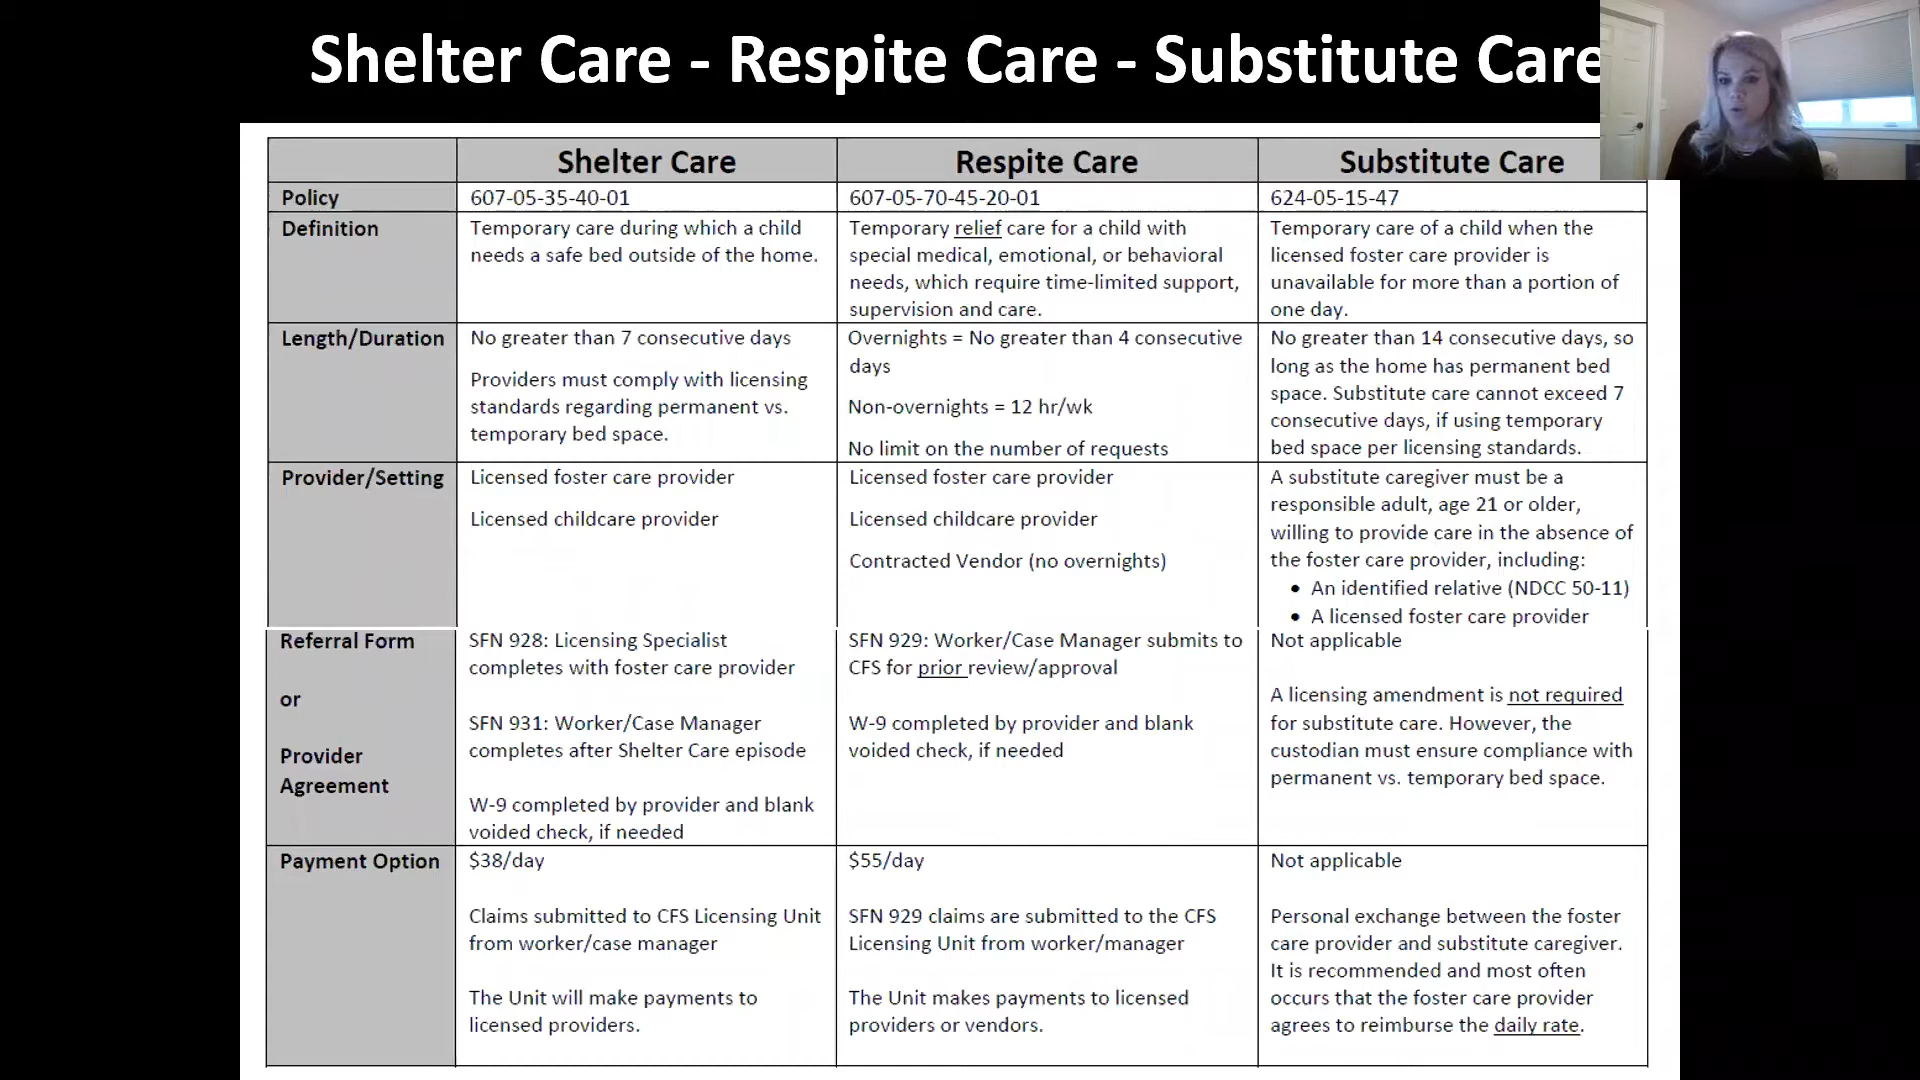 Shelter Care - Respite Care - Substitute Care
Shelter Care
Respite Care
Substitute Care
Policy
607-05-35-40-01
607-05-70-45-20-01
624-05-15-47
Definition
Temporary care during which a child
needs a safe bed outside of the home.
Temporary relief care for a child with
special medical, emotional, or behavioral
needs, which require time-limited support,
supervision and care.
Temporary care of a child when the
licensed foster care provider is
unavailable for more than a portion of
one day.
Length/Duration
No greater than 7 consecutive days
Providers must comply with licensing
standards regarding permanent vs.
temporary bed space.
Overnights = No greater than 4 consecutive
days
Non-overnights = 12 hr/wk
No limit on the number of requests
No greater than 14 consecutive days, so
long as the home has permanent bed
space. Substitute care cannot exceed 7
consecutive days, if using temporary
bed space per licensing standards.
Provider/Setting
Licensed foster care provider
Licensed childcare provider
Licensed foster care provider
Licensed childcare provider
Contracted Vendor (no overnights)
A substitute caregiver must be a
responsible adult, age 21 or older,
willing to provide care in the absence of
the foster care provider, including:
• An identified relative (NDCC 50-11)
• A licensed foster care provider
Referral Form
or
Provider
Agreement
SFN 928: Licensing Specialist
completes with foster care provider
SFN 931: Worker/Case Manager
completes after Shelter Care episode
W-9 completed by provider and blank
voided check, if needed
SFN 929: Worker/Case Manager submits to
CFS for prior review/approval
W-9 completed by provider and blank
voided check, if needed
Not applicable
A licensing amendment is not required
for substitute care. However, the
custodian must ensure compliance with
permanent vs. temporary bed space.
Payment Option
$38/day
Claims submitted to CFS Licensing Unit
from worker/case manager
The Unit will make payments to
licensed providers.
$55/day
SFN 929 claims are submitted to the CFS
Licensing Unit from worker/manager
The Unit makes payments to licensed
providers or vendors.
Not applicable
Personal exchange between the foster
care provider and substitute caregiver.
It is recommended and most often
occurs that the foster care provider
agrees to reimburse the daily rate.